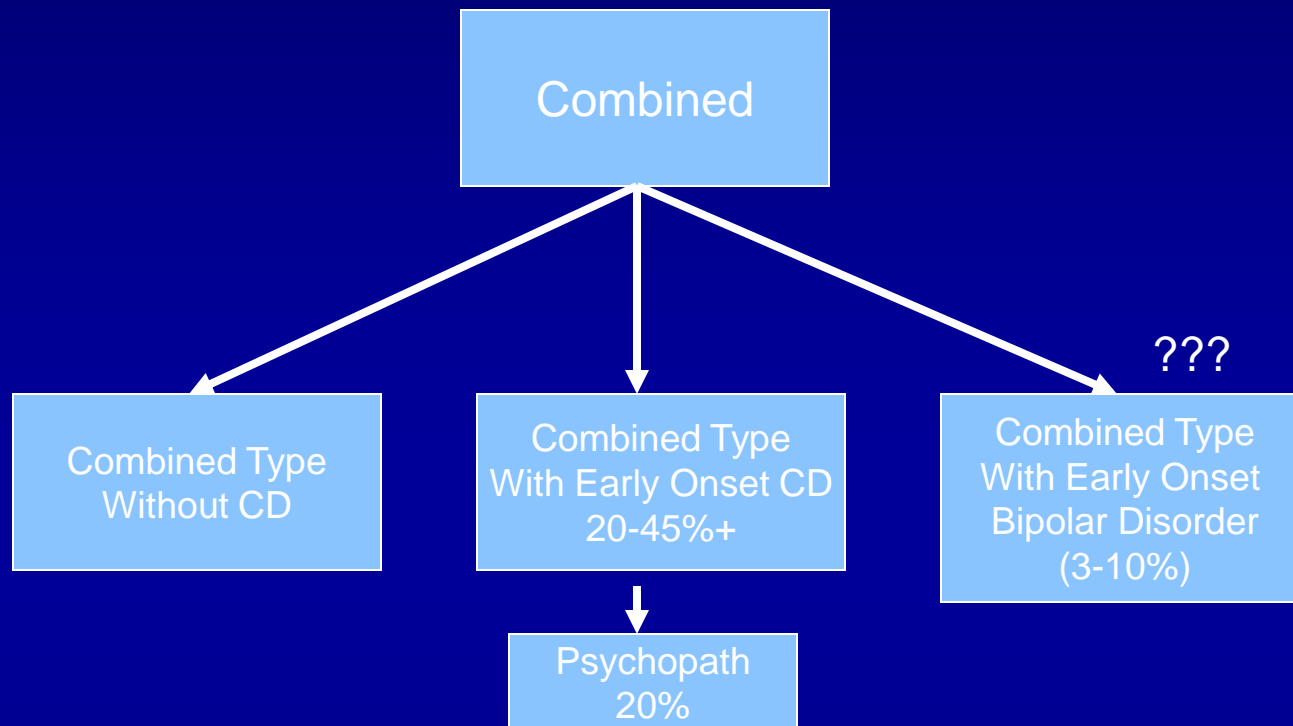 Combined
???
Combined Type
Without CD
Combined Type
With Early Onset CD
20-45%+
Combined Type
With Early Onset
Bipolar Disorder
(3-10%)
Psychopath
20%